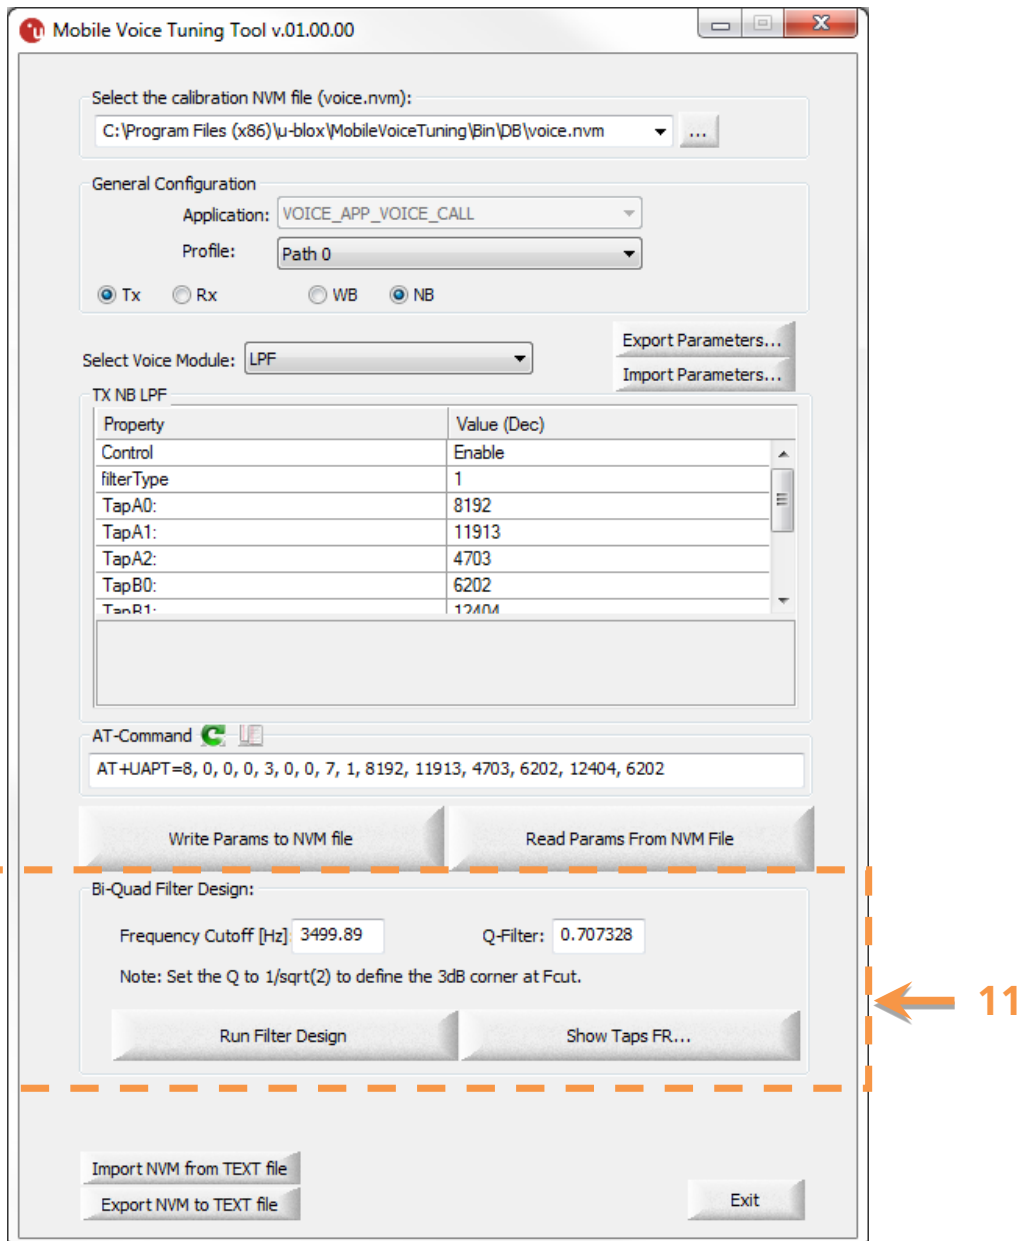 Mobile Voice Tuning Tool v.01.00.00
Select the calibration NVM file (voice.nvm):
C:\Program Files (x86)\u-blox\MobileVoiceTuning\Bin\DB\voice.nvm ...
General Configuration
Application: VOICE_APP_VOICE_CALL
Profile: Path 0
Tx Rx WB NB
Export Parameters...
Select Voice Module: LPF
Import Parameters...
TX NB LPF
Property Value (Dec)
Control Enable
filterType 1
TapA0: 8192
TapA1: 11913
TapA2: 4703
TapB0: 6202
TapB1: 12404
AT-Command
AT+UAPT=8, 0, 0, 0, 3, 0, 0, 7, 1, 8192, 11913, 4703, 6202, 12404, 6202
Write Params to NVM file Read Params From NVM File
Bi-Quad Filter Design:
Frequency Cutoff [Hz] 3499.89 Q-Filter: 0.707328
Note: Set the Q to 1/sqrt(2) to define the 3dB corner at Fcut.
11
Run Filter Design Show Taps FR...
Import NVM from TEXT file
Export NVM to TEXT file
Exit